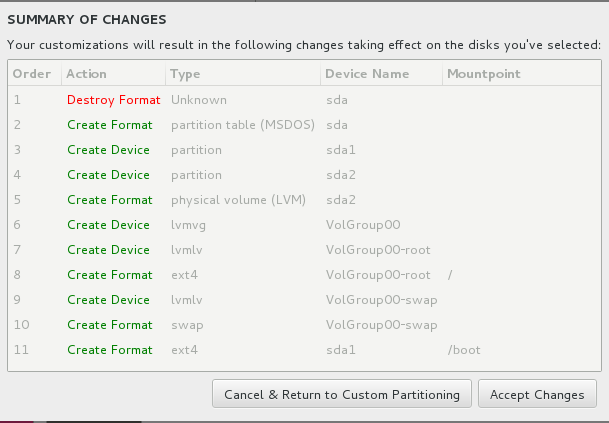 SUMMARY OF CHANGES
Your customizations will result in the following changes taking effect on the disks you've selected:
Order Action Type Device Name Mountpoint
1 Destroy Format Unknown sda
2 Create Format partition table (MSDOS) sda
3 Create Device partition sda1
4 Create Device partition sda2
5 Create Format physical volume (LVM) sda2
6 Create Device lvmvg VolGroup00
7 Create Device lvmlv VolGroup00-root
8 Create Format ext4 VolGroup00-root /
9 Create Device lvmlv VolGroup00-swap
10 Create Format swap VolGroup00-swap
11 Create Format ext4 sda1 /boot
Cancel & Return to Custom Partitioning Accept Changes